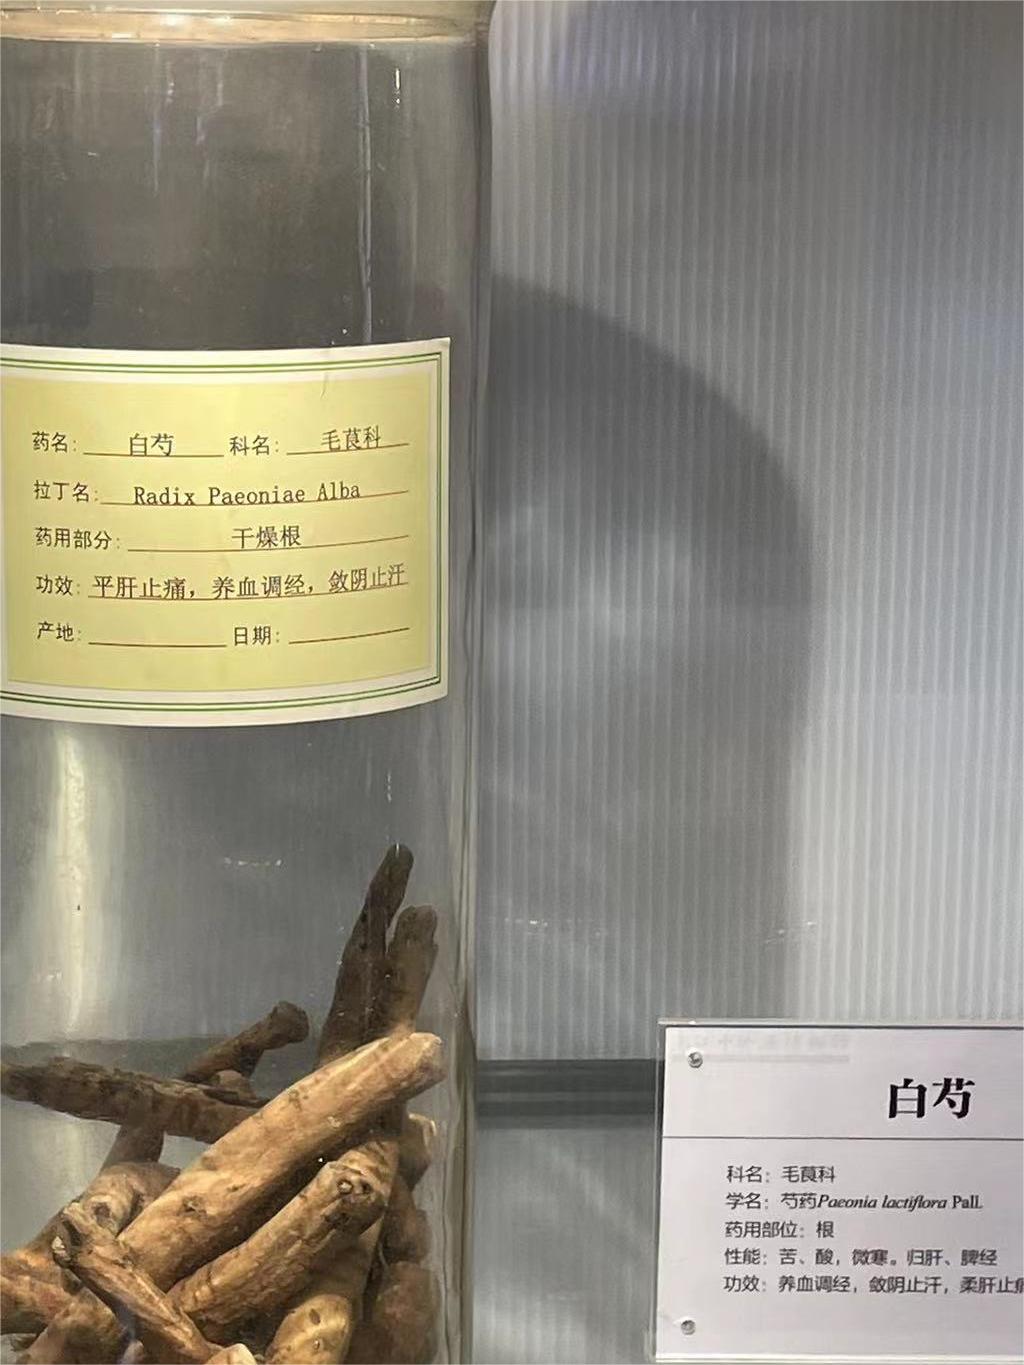 药名: 白芍 科名: 毛茛科
拉丁名: Radix Paeoniae Alba
药用部分: 干燥根
功效: 平肝止痛，养血调经，敛阴止汗
产地: 日期:
白芍
科名：毛茛科
学名：芍药Paeonia lactiflora Pall.
药用部位：根
性能：苦、酸，微寒。归肝、脾经
功效：养血调经，敛阴止汗，柔肝止